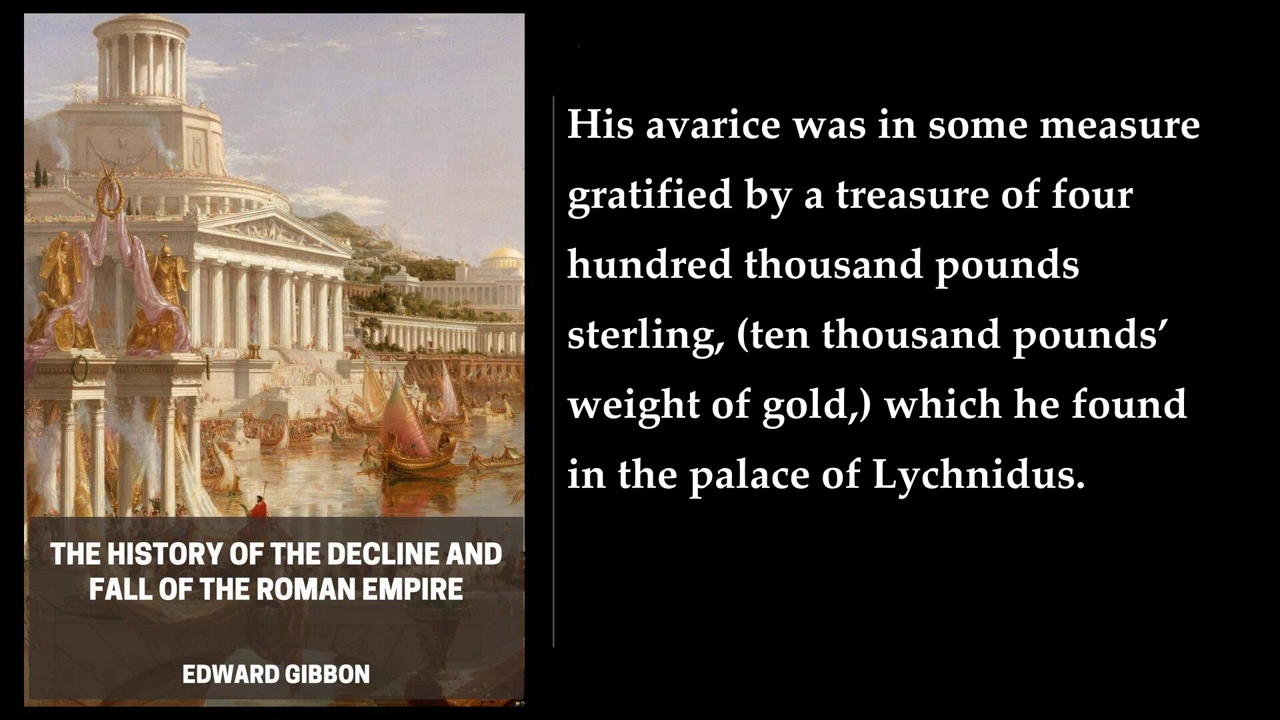 THE HISTORY OF THE DECLINE AND
FALL OF THE ROMAN EMPIRE
EDWARD GIBBON
His avarice was in some measure
gratified by a treasure of four
hundred thousand pounds
sterling, (ten thousand pounds’
weight of gold,) which he found
in the palace of Lychnidus.